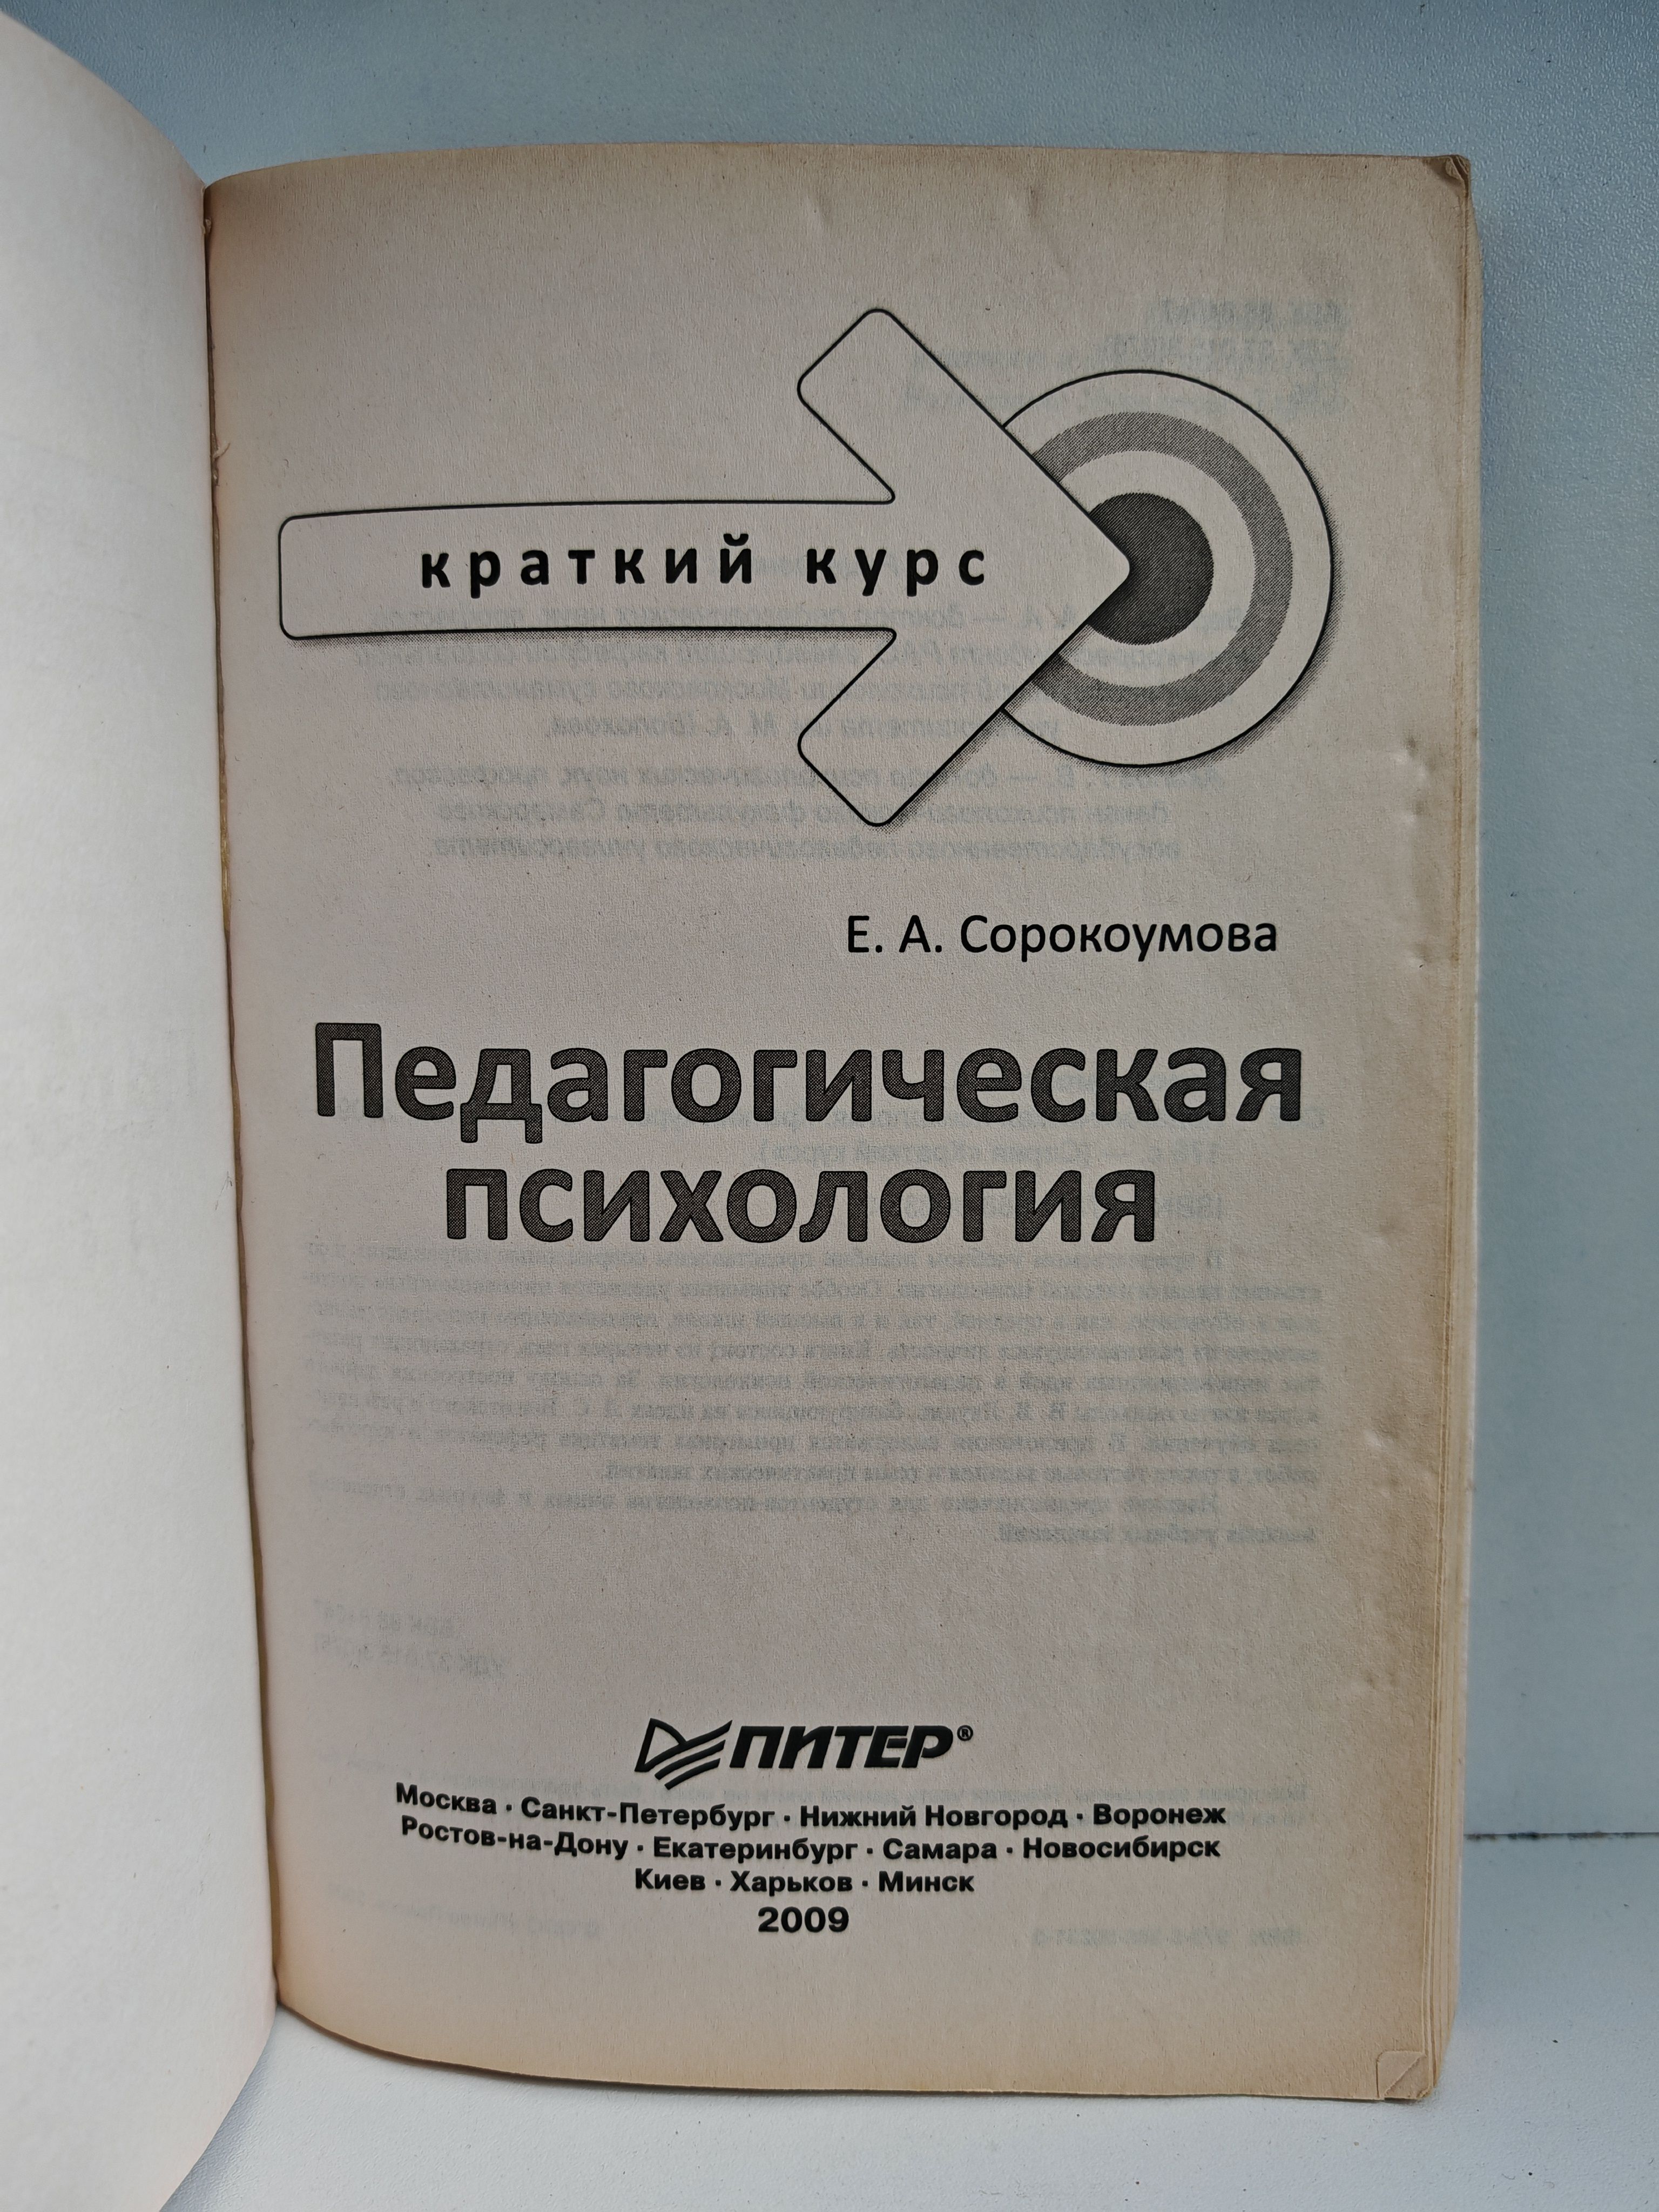 краткий курс
Е. А. Сорокоумова
Педагогическая
психология
ПИТЕР®
Москва · Санкт-Петербург · Нижний Новгород · Воронеж
Ростов-на-Дону · Екатеринбург · Самара · Новосибирск
Киев · Харьков · Минск
2009